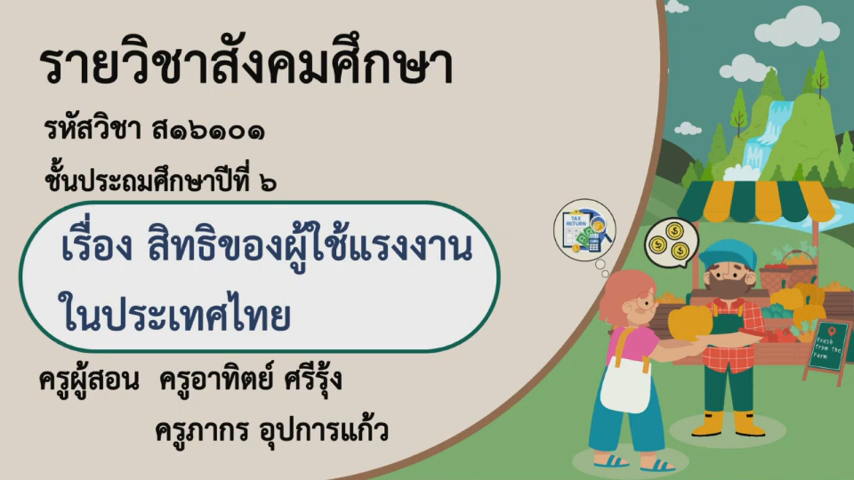 รายวิชาสังคมศึกษา
รหัสวิชา ส๑๖๑๐๑
ชั้นประถมศึกษาปีที่ ๖
เรื่อง สิทธิของผู้ใช้แรงงาน
ในประเทศไทย
ครูผู้สอน ครูอาทิตย์ ศรีรุ้ง
ครูภากร อุปการแก้ว
TAX
RETURN
Fresh
from the
Farm